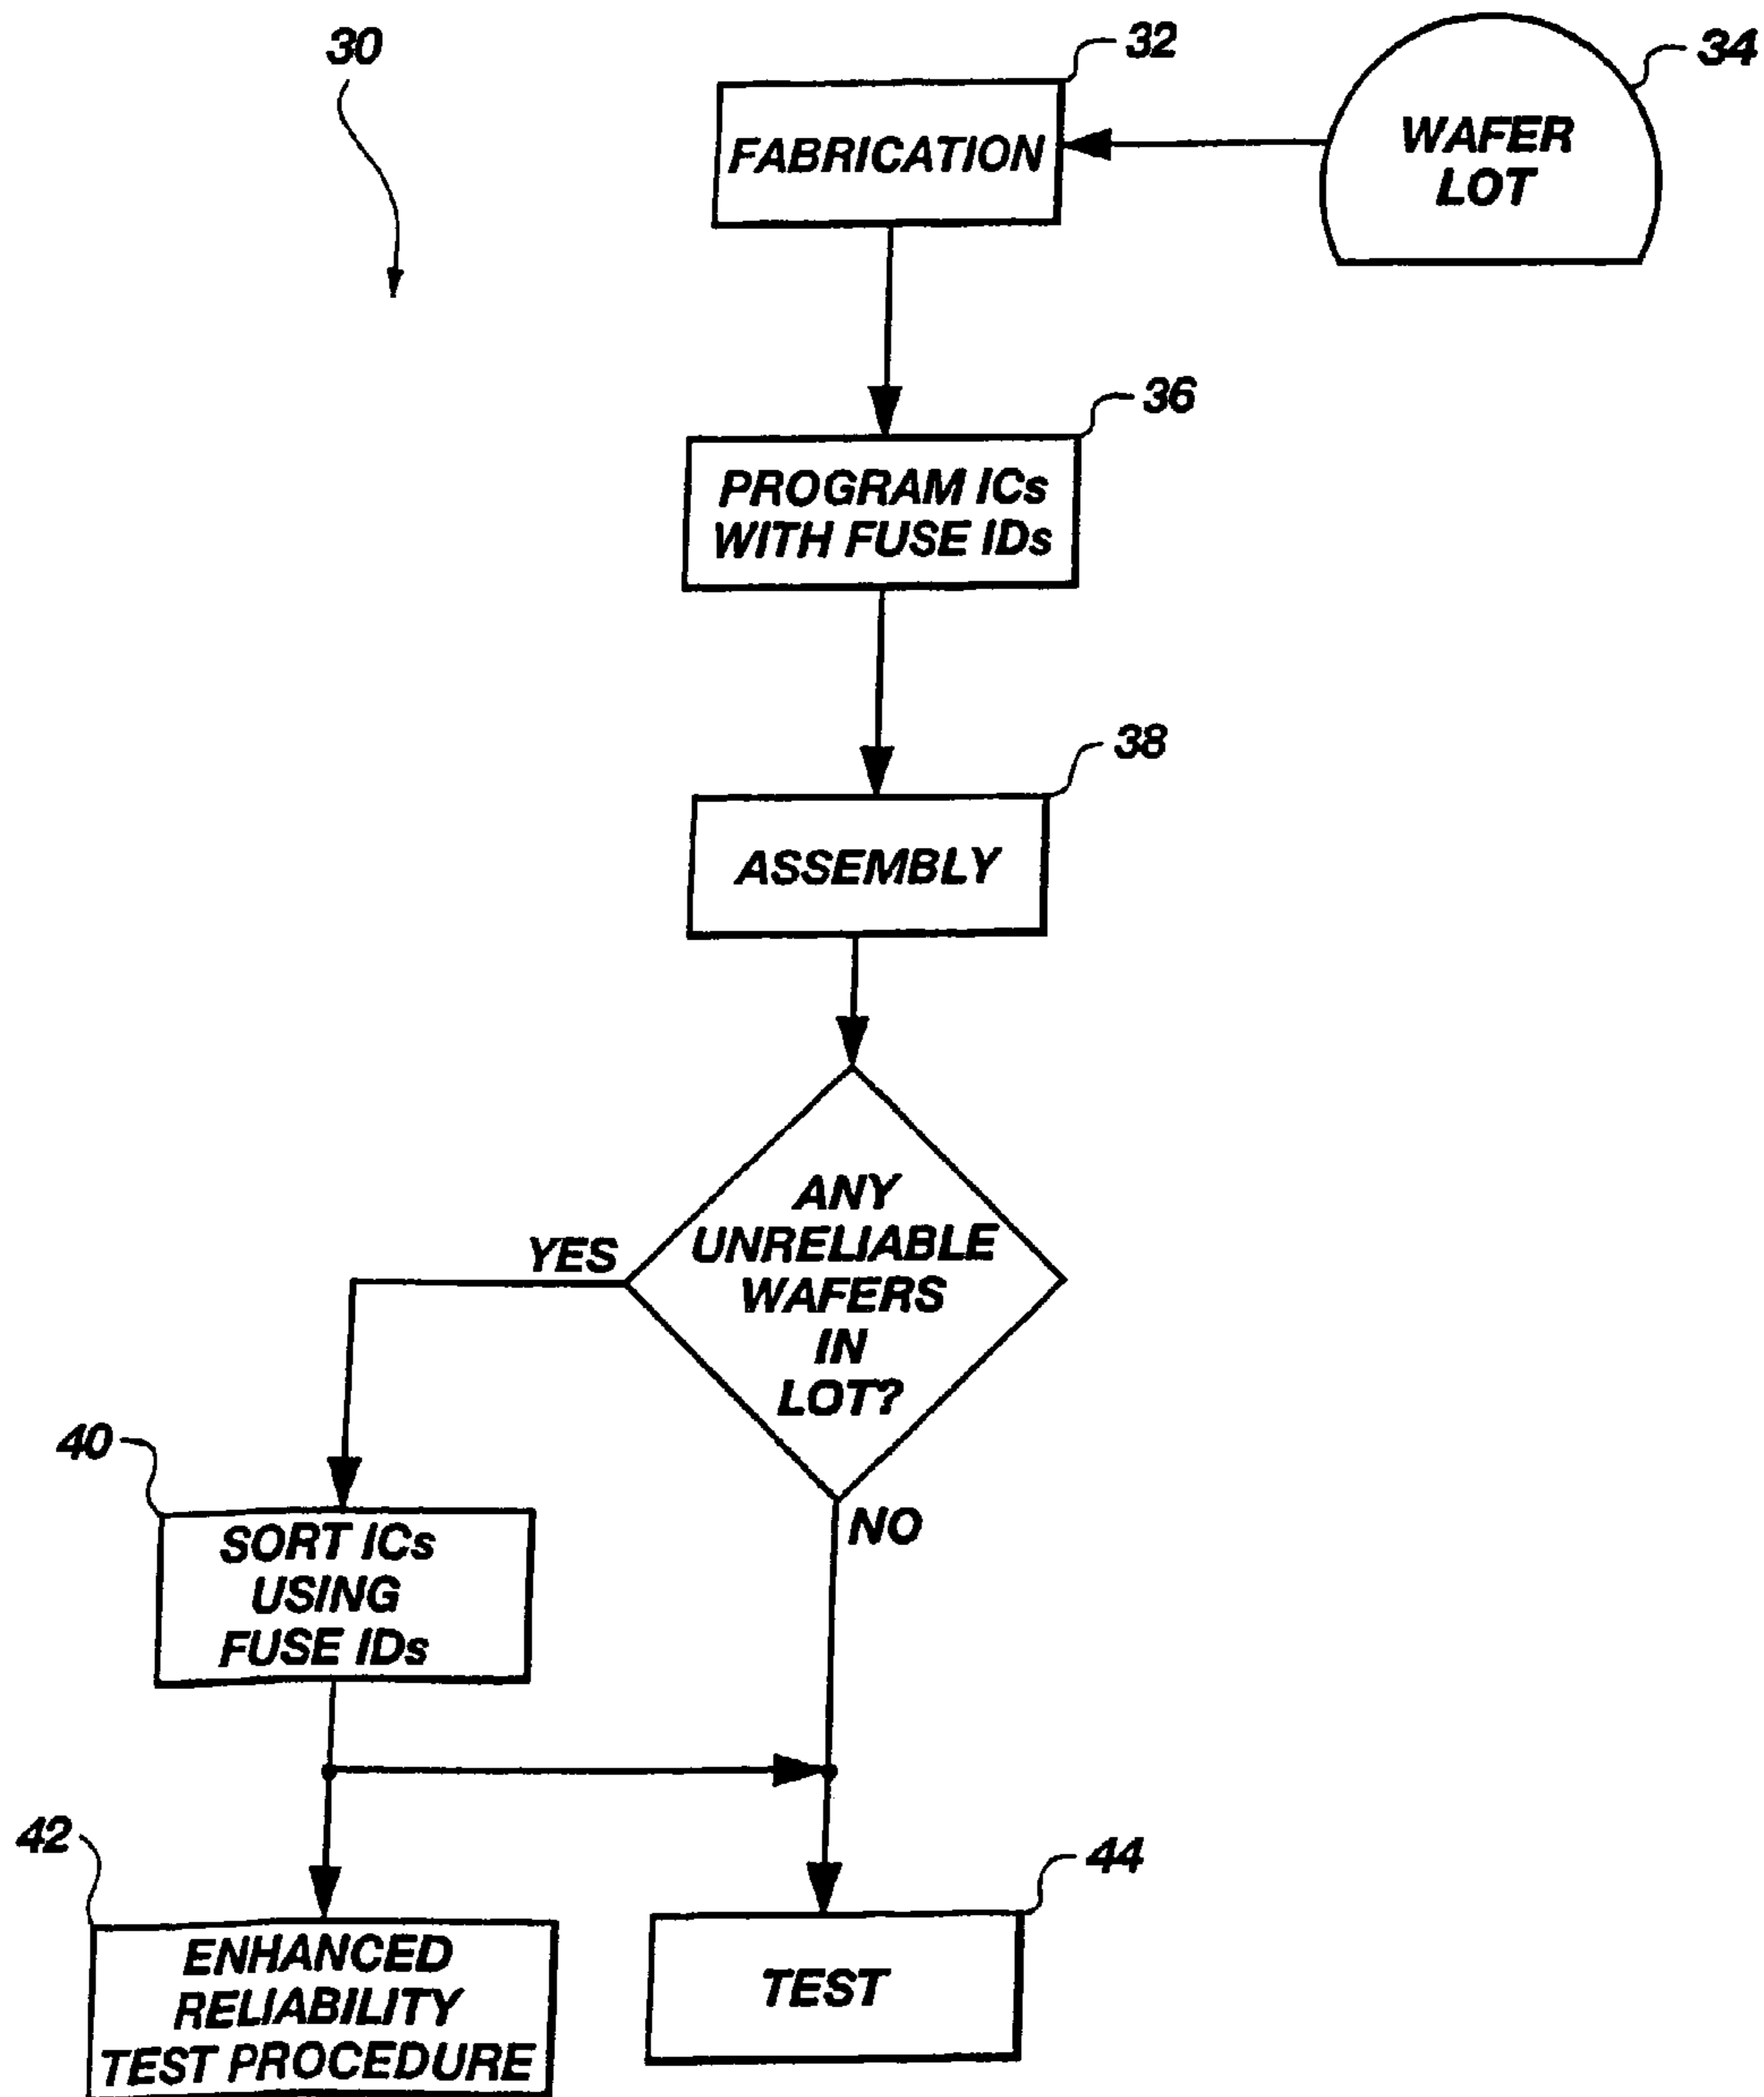 30
32
34
FABRICATION
WAFER
LOT
36
PROGRAM ICs
WITH FUSE IDs
38
ASSEMBLY
ANY
UNRELIABLE
WAFERS
IN
LOT?
YES
NO
40
SORT ICs
USING
FUSE IDs
42
44
ENHANCED
RELIABILITY
TEST PROCEDURE
TEST